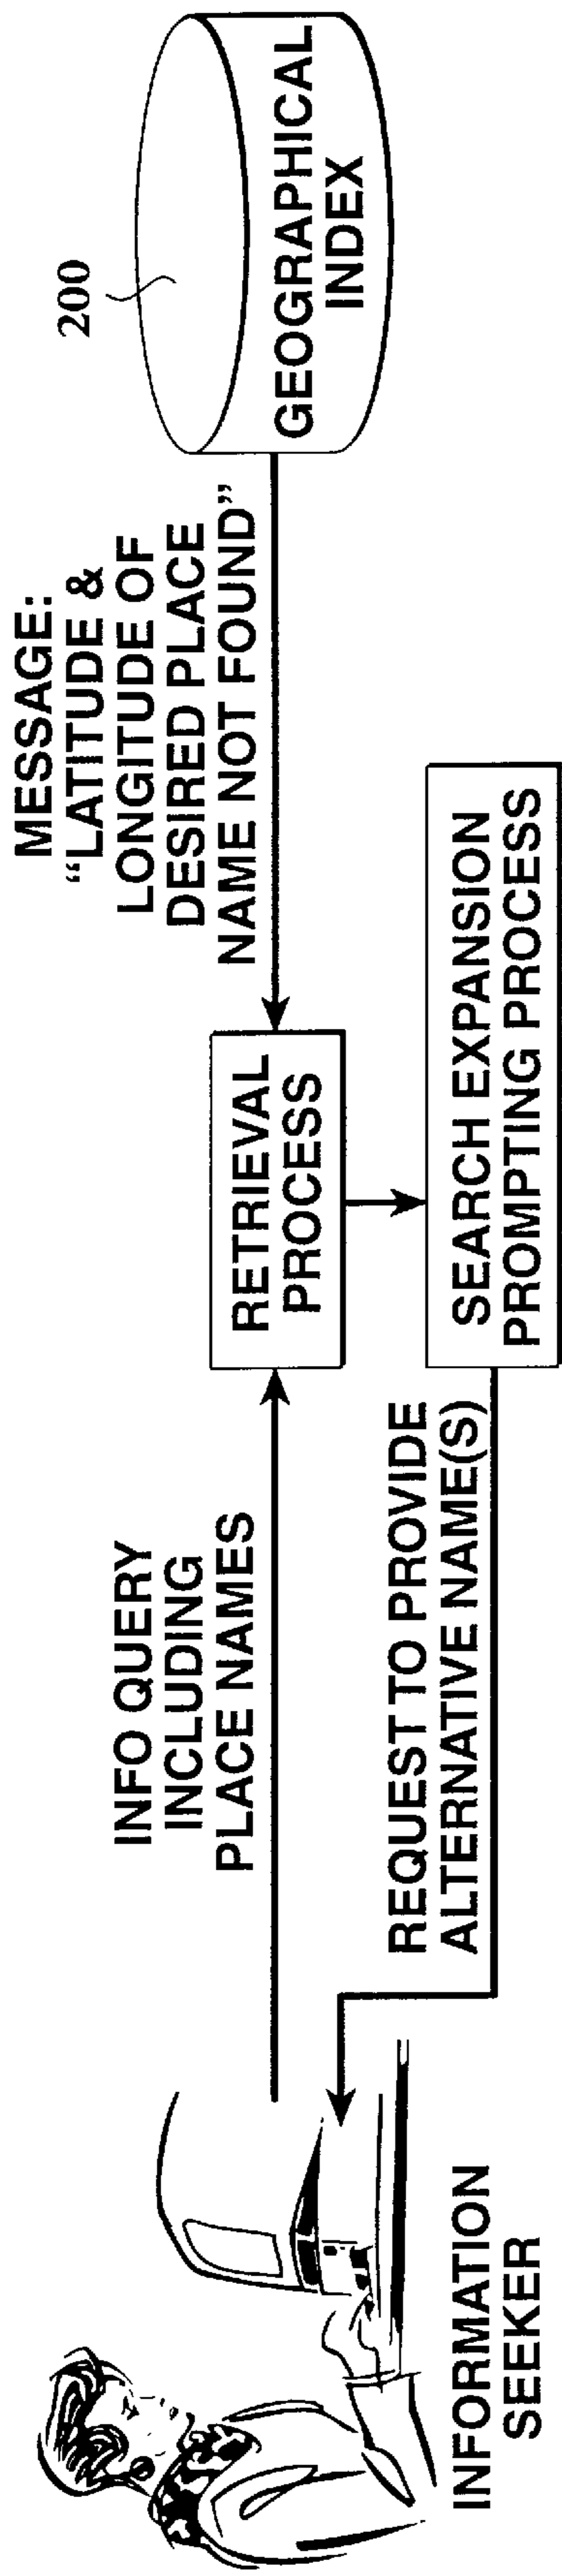 INFORMATION
SEEKER
INFO QUERY
INCLUDING
PLACE NAMES
REQUEST TO PROVIDE
ALTERNATIVE NAME(S)
RETRIEVAL
PROCESS
SEARCH EXPANSION
PROMPTING PROCESS
MESSAGE:
“LATITUDE &
LONGITUDE OF
DESIRED PLACE
NAME NOT FOUND”
200
GEOGRAPHICAL
INDEX